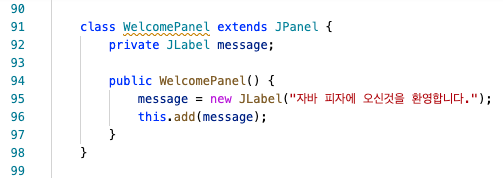 90
91 class WelcomePanel extends JPanel {
92 private JLabel message;
93
94 public WelcomePanel() {
95 message = new JLabel("자바 피자에 오신것을 환영합니다.");
96 this.add(message);
97 }
98 }
99